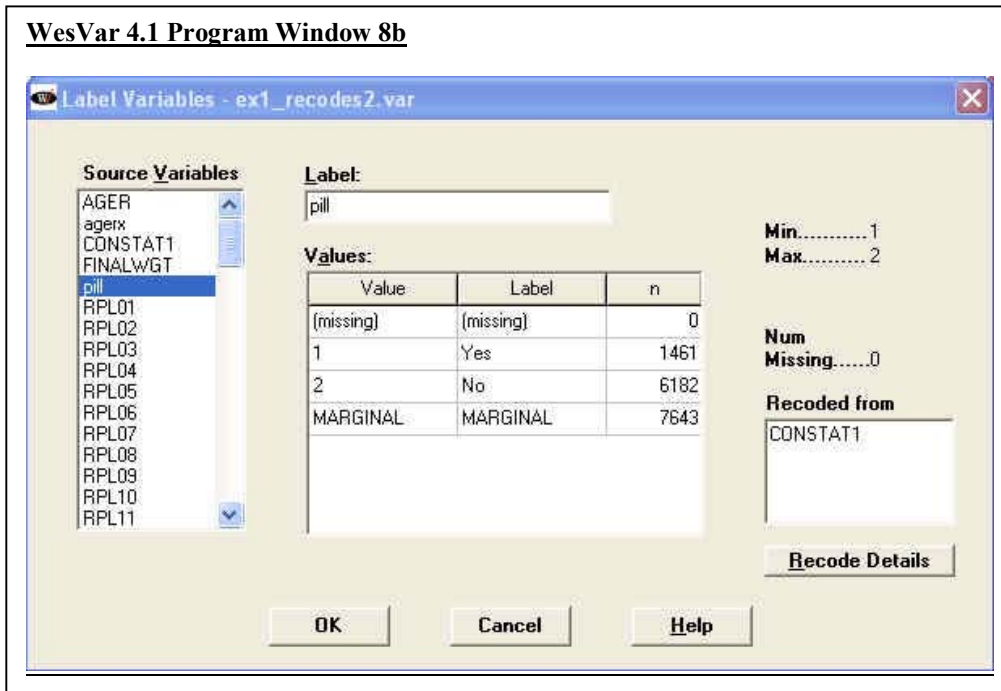 WesVar 4.1 Program Window 8b
Label Variables - ex1_recodes2.var
Source Variables
AGER
agerx
CONSTAT1
FINALWGT
pill
RPL01
RPL02
RPL03
RPL04
RPL05
RPL06
RPL07
RPL08
RPL09
RPL10
RPL11
Label:
pill
Values:
Value Label n
(missing) (missing) 0
1 Yes 1461
2 No 6182
MARGINAL MARGINAL 7643
Min...........1
Max.......... 2
Num
Missing......0
Recoded from
CONSTAT1
Recode Details
OK Cancel Help